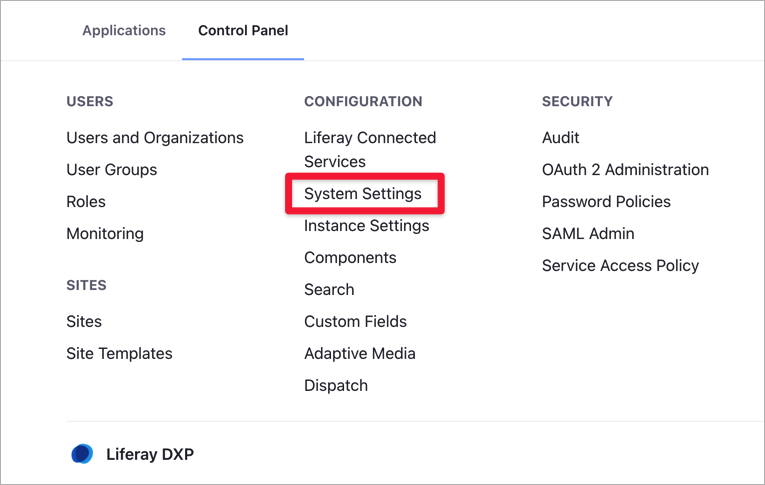 Applications
Control Panel
USERS
Users and Organizations
User Groups
Roles
Monitoring
SITES
Sites
Site Templates
CONFIGURATION
Liferay Connected
Services
System Settings
Instance Settings
Components
Search
Custom Fields
Adaptive Media
Dispatch
SECURITY
Audit
OAuth 2 Administration
Password Policies
SAML Admin
Service Access Policy
Liferay DXP